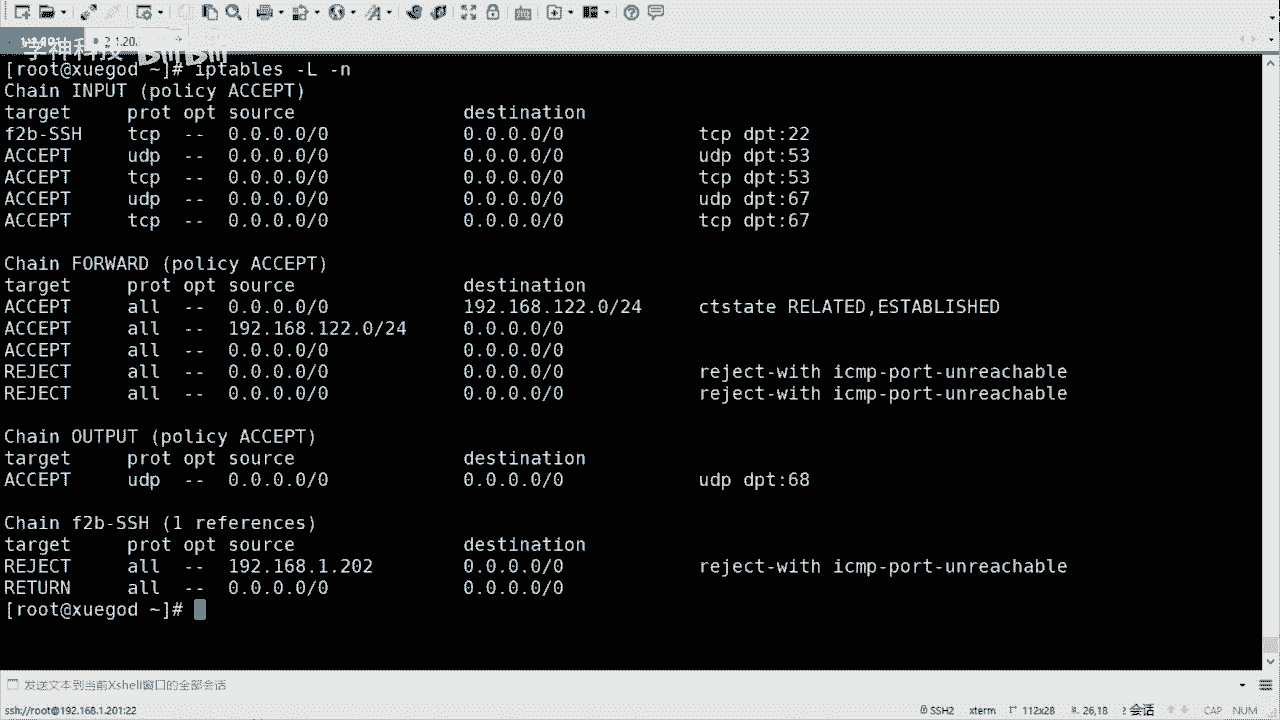 [root@xuegod ~]# iptables -L -n
Chain INPUT (policy ACCEPT)
target     prot opt source               destination
f2b-SSH    tcp  --  0.0.0.0/0            0.0.0.0/0            tcp dpt:22
ACCEPT     udp  --  0.0.0.0/0            0.0.0.0/0            udp dpt:53
ACCEPT     tcp  --  0.0.0.0/0            0.0.0.0/0            tcp dpt:53
ACCEPT     udp  --  0.0.0.0/0            0.0.0.0/0            udp dpt:67
ACCEPT     tcp  --  0.0.0.0/0            0.0.0.0/0            tcp dpt:67
Chain FORWARD (policy ACCEPT)
target     prot opt source               destination
ACCEPT     all  --  0.0.0.0/0            192.168.122.0/24     ctstate RELATED,ESTABLISHED
ACCEPT     all  --  192.168.122.0/24     0.0.0.0/0
ACCEPT     all  --  0.0.0.0/0            0.0.0.0/0
REJECT     all  --  0.0.0.0/0            0.0.0.0/0            reject-with icmp-port-unreachable
REJECT     all  --  0.0.0.0/0            0.0.0.0/0            reject-with icmp-port-unreachable
Chain OUTPUT (policy ACCEPT)
target     prot opt source               destination
ACCEPT     udp  --  0.0.0.0/0            0.0.0.0/0            udp dpt:68
Chain f2b-SSH (1 references)
target     prot opt source               destination
REJECT     all  --  192.168.1.202        0.0.0.0/0            reject-with icmp-port-unreachable
RETURN     all  --  0.0.0.0/0            0.0.0.0/0
[root@xuegod ~]#
发送文本到当前Xshell窗口的全部会话
ssh://root@192.168.1.201:22 SSH2 xterm 112x28 26,18 2 会话 CAP NUM